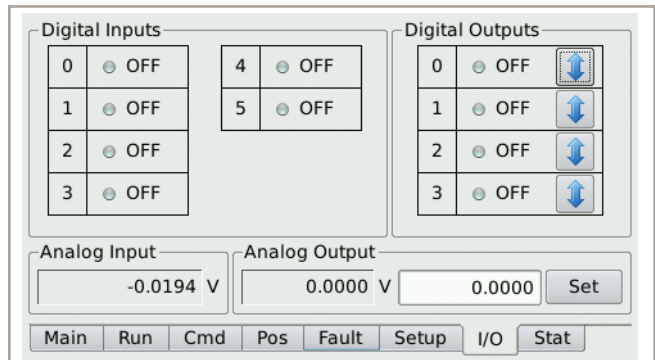 Digital Inputs
0 OFF 4 OFF
1 OFF 5 OFF
2 OFF
3 OFF
Digital Outputs
0 OFF
1 OFF
2 OFF
3 OFF
Analog Input
-0.0194 V
Analog Output
0.0000 V 0.0000 Set
Main Run Cmd Pos Fault Setup I/O Stat